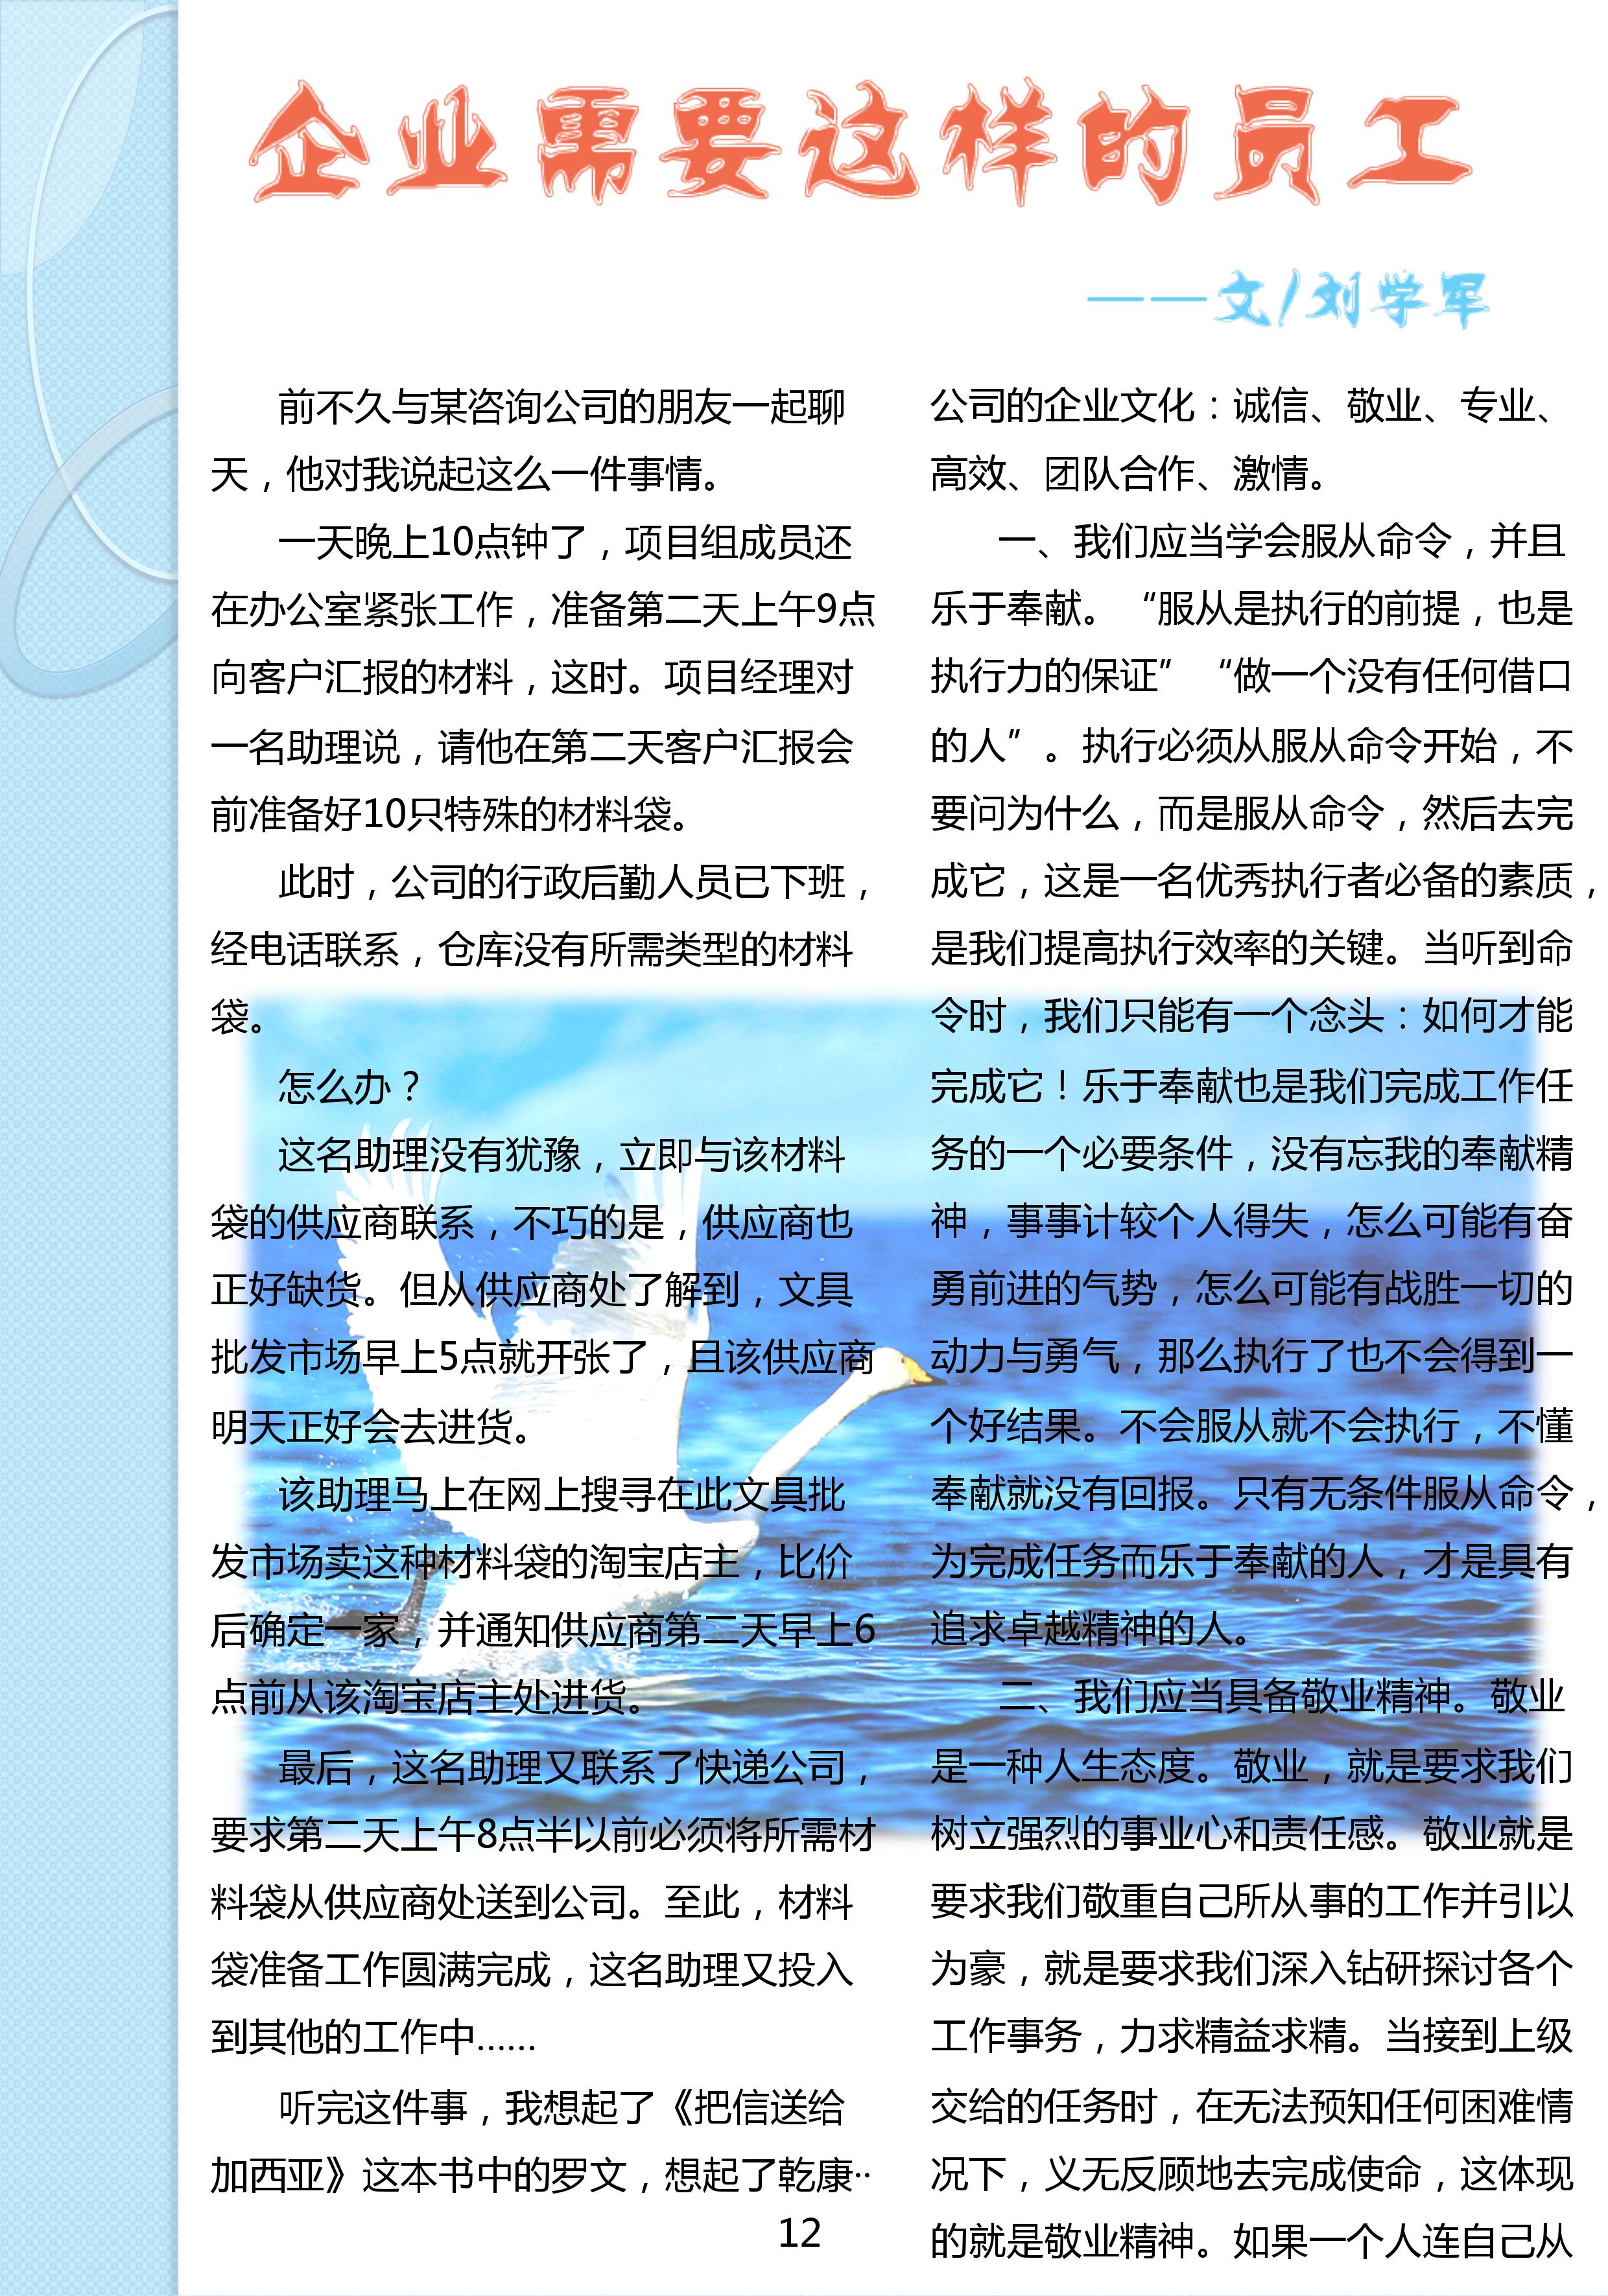 企业需要这样的员工
——文/刘学军
前不久与某咨询公司的朋友一起聊
天，他对我说起这么一件事情。
一天晚上10点钟了，项目组成员还
在办公室紧张工作，准备第二天上午9点
向客户汇报的材料，这时。项目经理对
一名助理说，请他在第二天客户汇报会
前准备好10只特殊的材料袋。
此时，公司的行政后勤人员已下班，
经电话联系，仓库没有所需类型的材料
袋。
怎么办？
这名助理没有犹豫，立即与该材料
袋的供应商联系，不巧的是，供应商也
正好缺货。但从供应商处了解到，文具
批发市场早上5点就开张了，且该供应商
明天正好会去进货。
该助理马上在网上搜寻在此文具批
发市场卖这种材料袋的淘宝店主，比价
后确定一家，并通知供应商第二天早上6
点前从该淘宝店主处进货。
最后，这名助理又联系了快递公司，
要求第二天上午8点半以前必须将所需材
料袋从供应商处送到公司。至此，材料
袋准备工作圆满完成，这名助理又投入
到其他的工作中……
听完这件事，我想起了《把信送给
加西亚》这本书中的罗文，想起了乾康··
公司的企业文化：诚信、敬业、专业、
高效、团队合作、激情。
一、我们应当学会服从命令，并且
乐于奉献。“服从是执行的前提，也是
执行力的保证”“做一个没有任何借口
的人”。执行必须从服从命令开始，不
要问为什么，而是服从命令，然后去完
成它，这是一名优秀执行者必备的素质，
是我们提高执行效率的关键。当听到命
令时，我们只能有一个念头：如何才能
完成它！乐于奉献也是我们完成工作任
务的一个必要条件，没有忘我的奉献精
神，事事计较个人得失，怎么可能有奋
勇前进的气势，怎么可能有战胜一切的
动力与勇气，那么执行了也不会得到一
个好结果。不会服从就不会执行，不懂
奉献就没有回报。只有无条件服从命令，
为完成任务而乐于奉献的人，才是具有
追求卓越精神的人。
二、我们应当具备敬业精神。敬业
是一种人生态度。敬业，就是要求我们
树立强烈的事业心和责任感。敬业就是
要求我们敬重自己所从事的工作并引以
为豪，就是要求我们深入钻研探讨各个
工作事务，力求精益求精。当接到上级
交给的任务时，在无法预知任何困难情
况下，义无反顾地去完成使命，这体现
的就是敬业精神。如果一个人连自己从
12